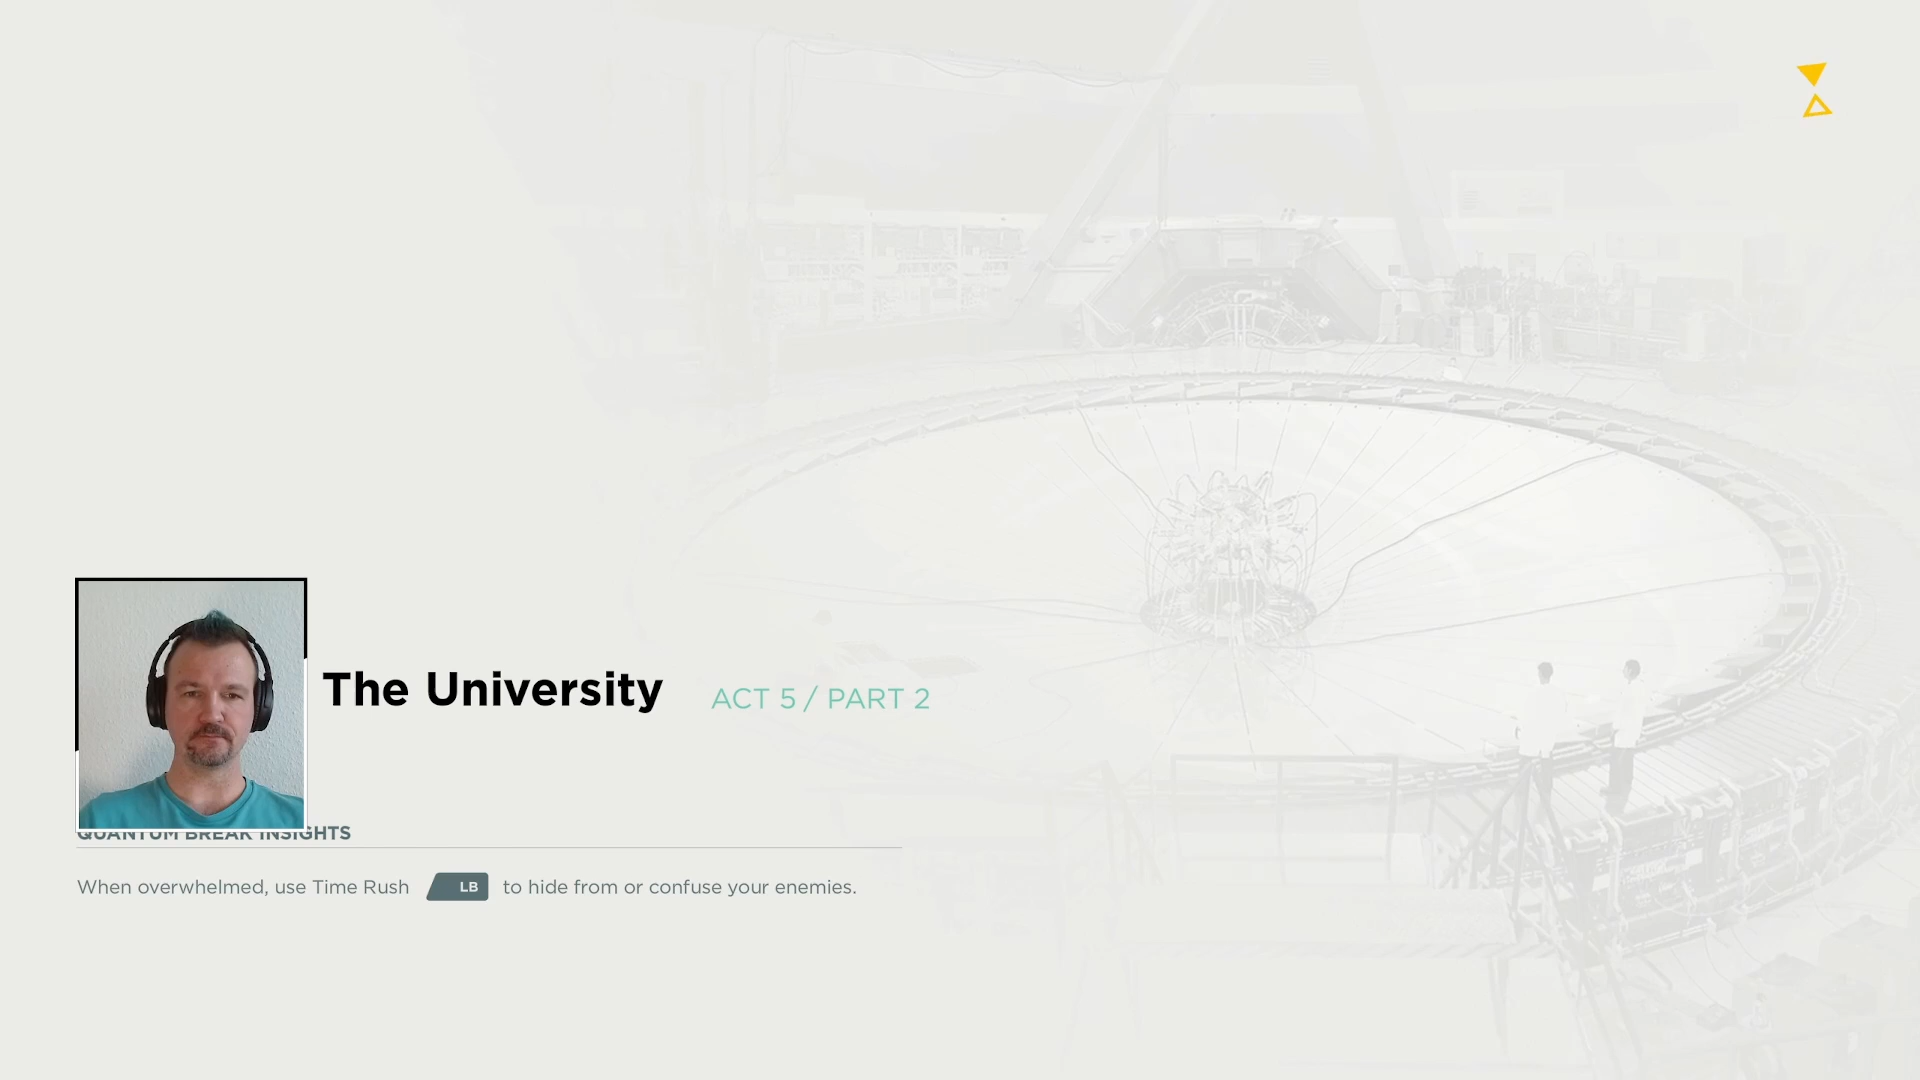 The University ACT 5 / PART 2
QUANTUM BREAK INSIGHTS
When overwhelmed, use Time Rush LB to hide from or confuse your enemies.